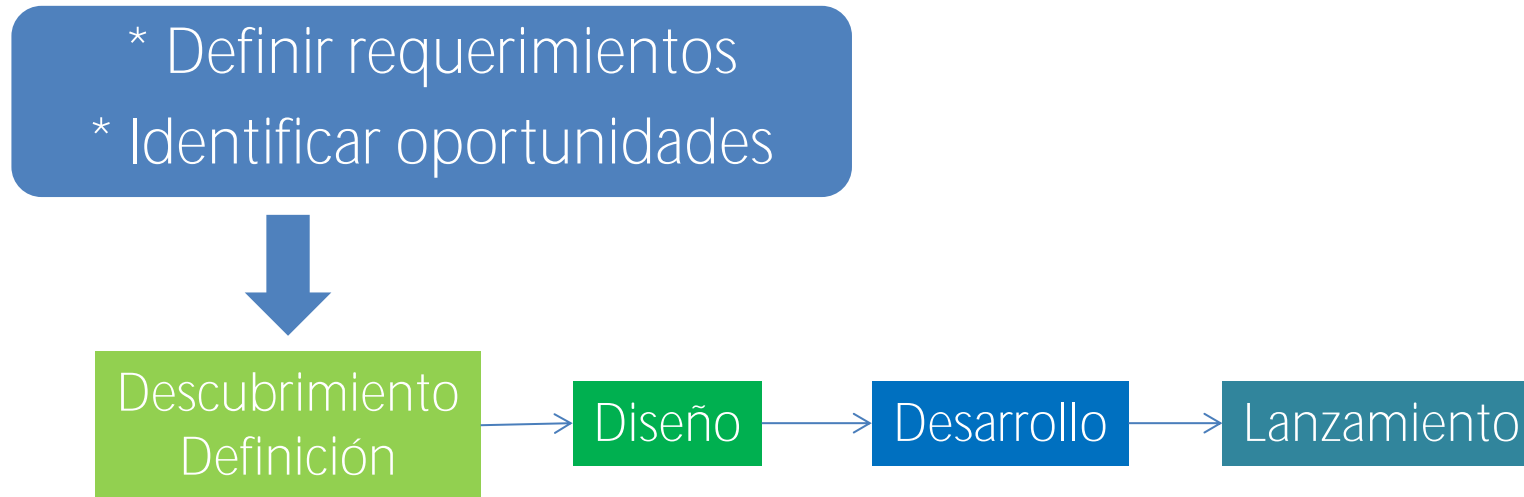 * Definir requerimientos
* Identificar oportunidades
Descubrimiento
Definición
Diseño
Desarrollo
Lanzamiento